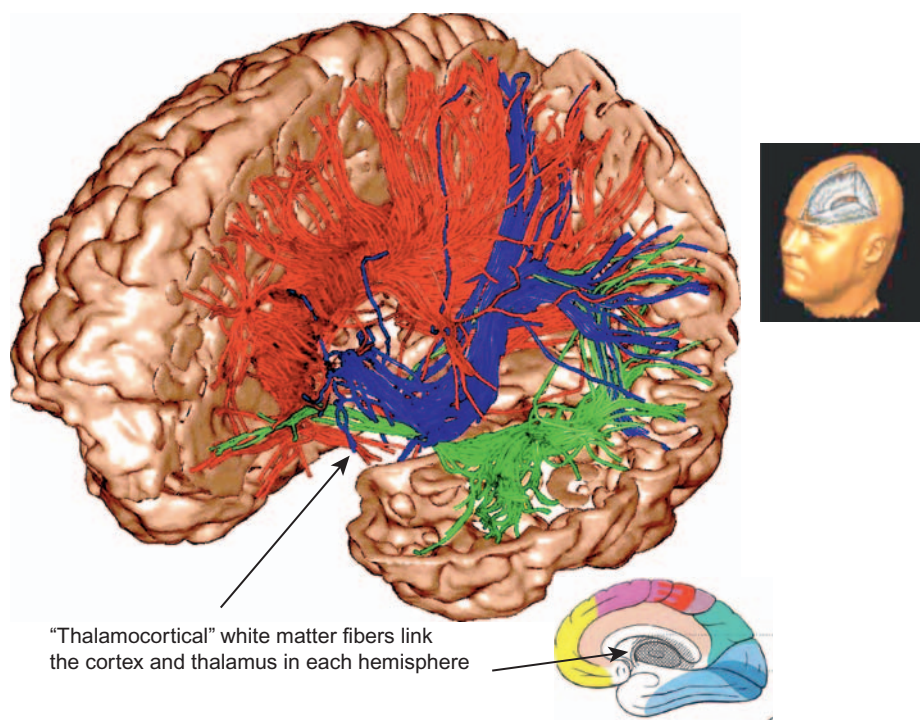 “Thalamocortical” white matter fibers link
the cortex and thalamus in each hemisphere